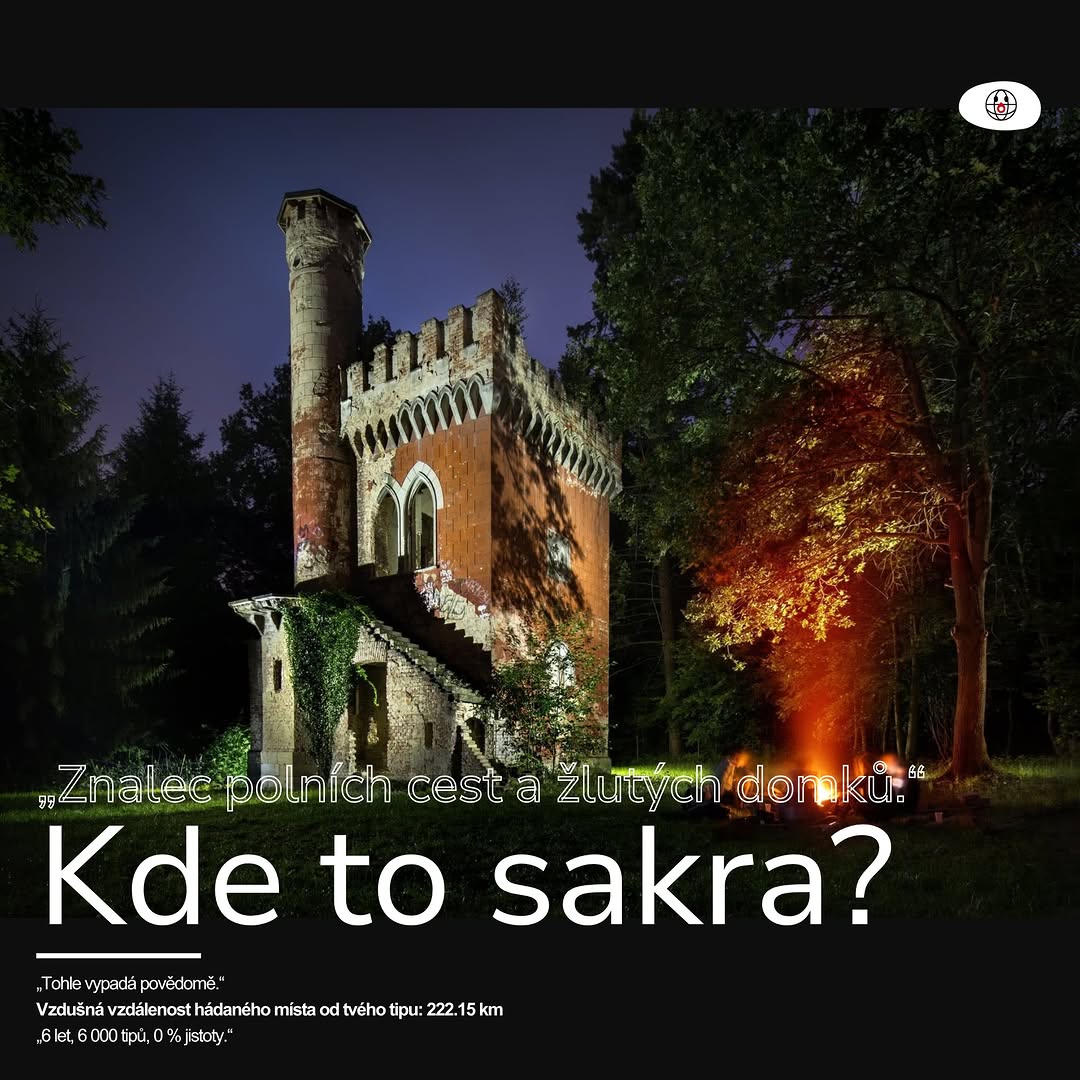 „Znalec polních cest a žlutých domků.“
Kde to sakra?
„Tohle vypadá povědomě.“
Vzdušná vzdálenost hádaného místa od tvého tipu: 222.15 km
„6 let, 6 000 tipů, 0 % jistoty.“